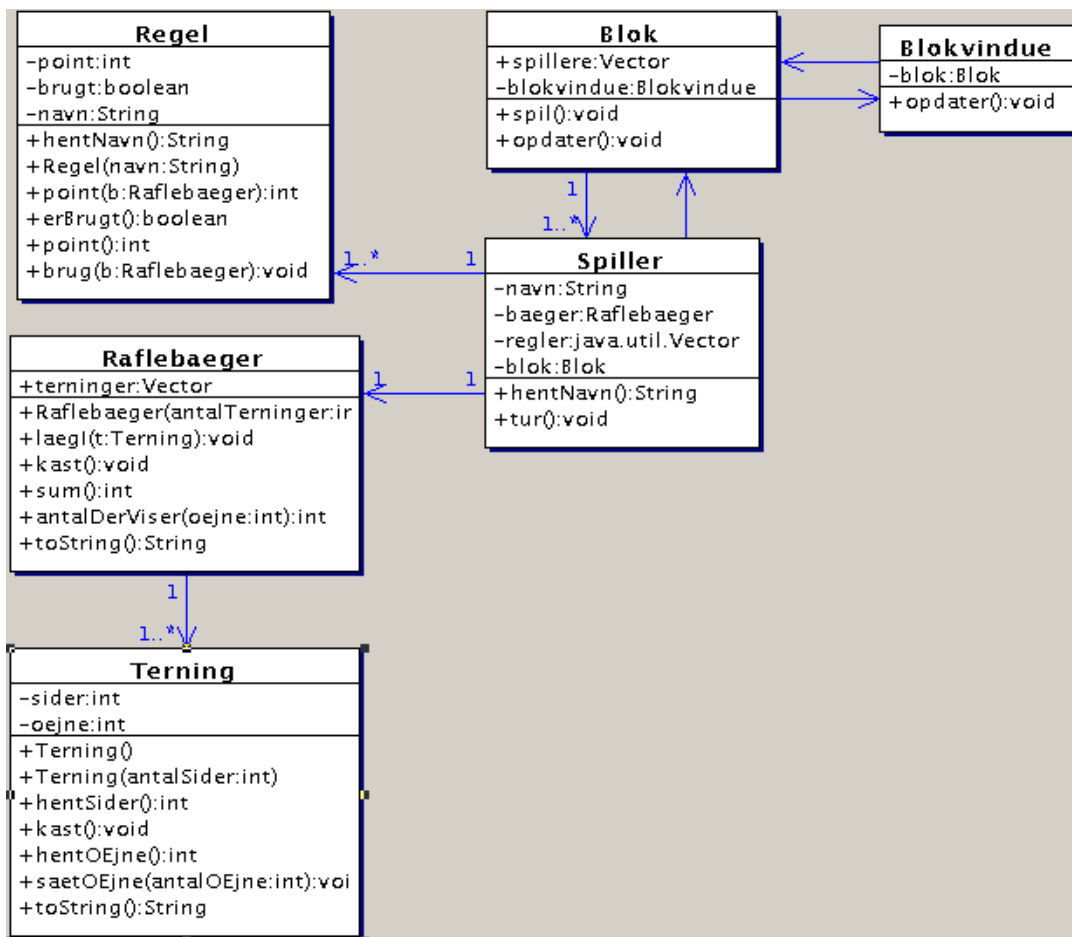 Regel
-point:int
-brugt:boolean
-navn:String
+hentNavn():String
+Regel(navn:String)
+point(b:Raflebaeger):int
+erBrugt():boolean
+point():int
+brug(b:Raflebaeger):void
Blok
+spillere:Vector
-blokvindue:Blokvindue
+spil():void
+opdater():void
Blokvindue
-blok:Blok
+opdater():void
1
1..*
1..*
1
Spiller
-navn:String
-baeger:Raflebaeger
-regler:java.util.Vector
-blok:Blok
+hentNavn():String
+tur():void
Raflebaeger
+terninger:Vector
+Raflebaeger(antalTerninger:ir
+laegI(t:Terning):void
+kast():void
+sum():int
+antalDerViser(oejne:int):int
+toString():String
1
1
1
1..*
Terning
-sider:int
-oejne:int
+Terning()
+Terning(antalSider:int)
+hentSider():int
+kast():void
+hentOEjne():int
+saetOEjne(antalOEjne:int):voi
+toString():String